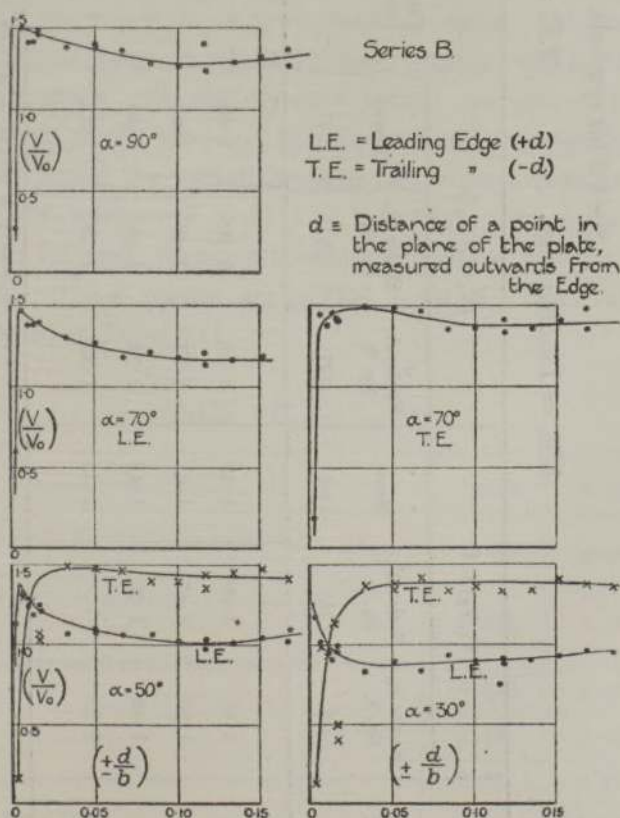 1.5
Series B.
1.0
(V/V₀)
α = 90°
0.5
0
L.E. = Leading Edge (+d)
T.E. = Trailing " (-d)
d ≡ Distance of a point in
the plane of the plate,
measured outwards from
the Edge.
1.5
1.0
(V/V₀)
α = 70°
L.E.
0.5
0
α = 70°
T.E
1.5
T.E.
1.0
L.E.
(V/V₀)
α = 50°
0.5
(± d/b)
0 0.05 0.10 0.15
T.E.
L.E.
α = 30°
(± d/b)
0 0.05 0.10 0.15